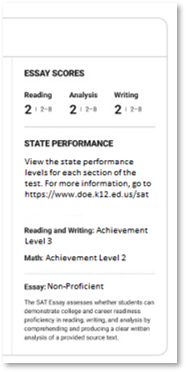 ESSAY SCORES
Reading Analysis Writing
2 | 2-8 2 | 2-8 2 | 2-8
STATE PERFORMANCE
View the state performance
levels for each section of the
test. For more information, go to
https://www.doe.k12.ed.us/sat
Reading and Writing: Achievement
Level 3
Math: Achievement Level 2
Essay: Non-Proficient
The SAT Essay assesses whether students can
demonstrate college and career readiness
proficiency in reading, writing, and analysis by
comprehending and producing a clear written
analysis of a provided source text.